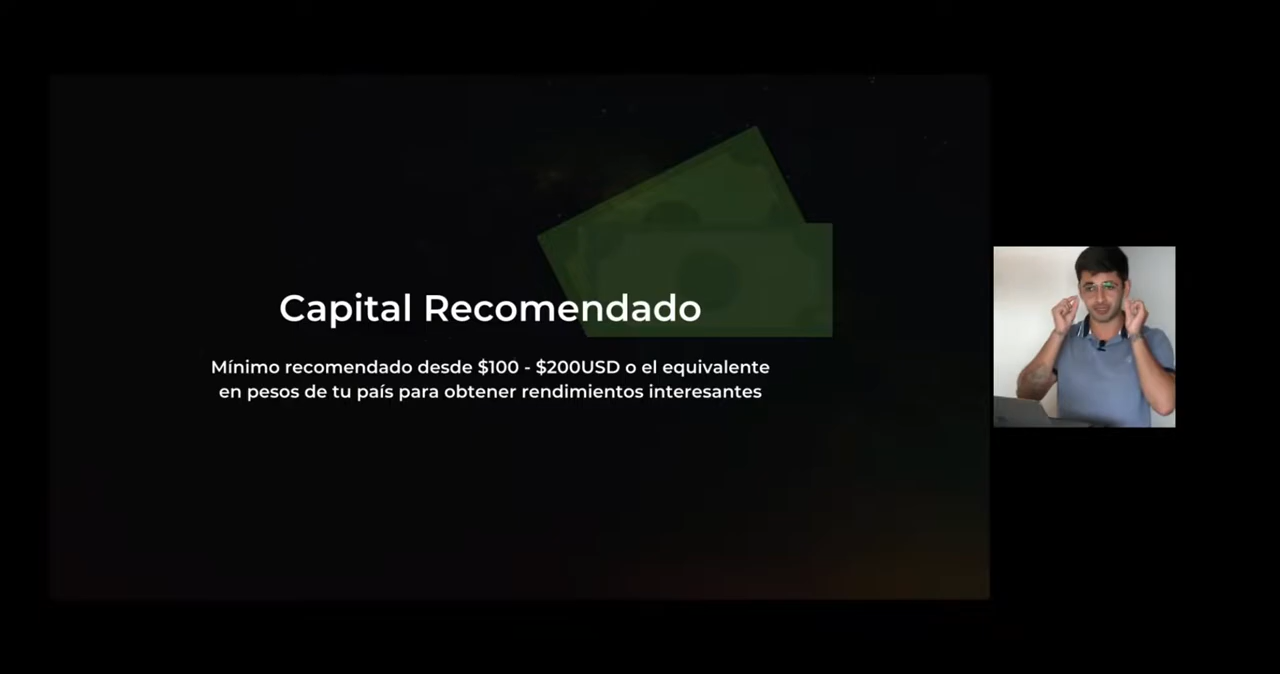 Capital Recomendado
Mínimo recomendado desde $100 - $200USD o el equivalente
en pesos de tu país para obtener rendimientos interesantes